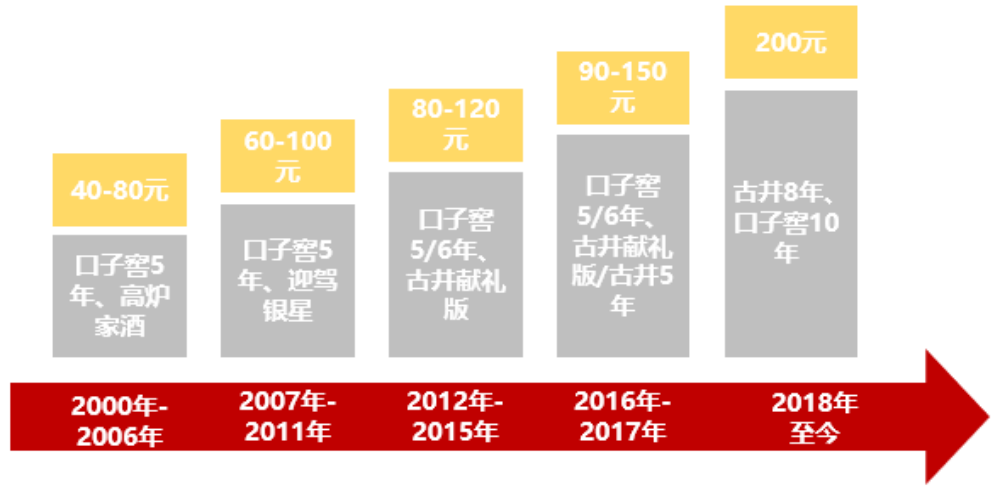 40-80元
口子窖5
年、高炉
家酒
2000年-
2006年
60-100
元
口子窖5
年、迎驾
银星
2007年-
2011年
80-120
元
口子窖
5/6年、
古井献礼
版
2012年-
2015年
90-150
元
口子窖
5/6年、
古井献礼
版/古井5
年
2016年-
2017年
200元
古井8年、
口子窖10
年
2018年
至今